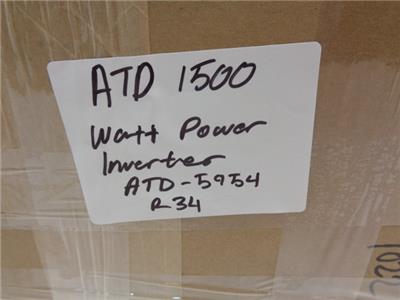 ATD 1500
Watt Power
Inverter
ATD-5954
R34